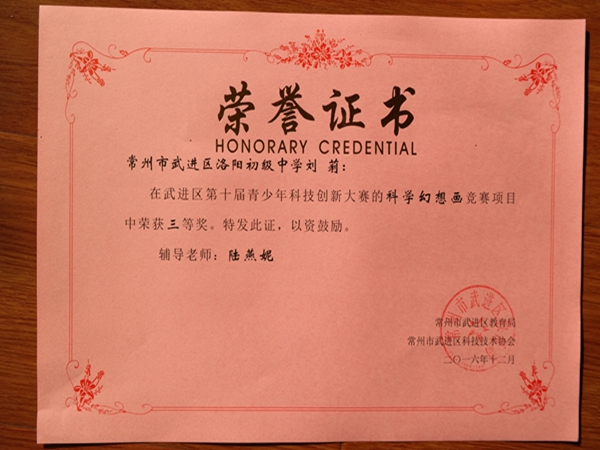 荣誉证书
HONORARY CREDENTIAL
常州市武进区洛阳初级中学刘 菊：
在武进区第十届青少年科技创新大赛的科学幻想画竞赛项目
中荣获三等奖。特发此证，以资鼓励。
辅导老师：陆燕妮
常州市武进区教育局
常州市武进区科技技术协会
二〇一六年十二月